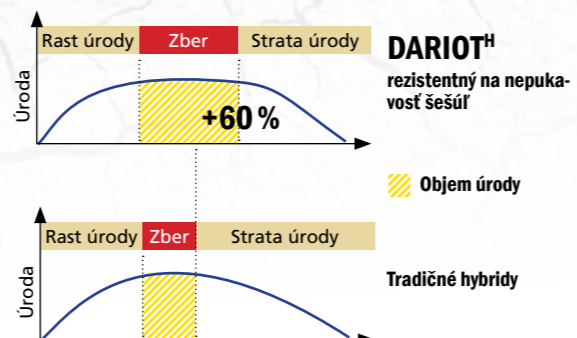 Rast úrody Zber Strata úrody
DARIOTᴴ
rezistentný na nepuka-
vosť šešúľ
Úroda
+60 %
Objem úrody
Rast úrody Zber Strata úrody
Tradičné hybridy
Úroda